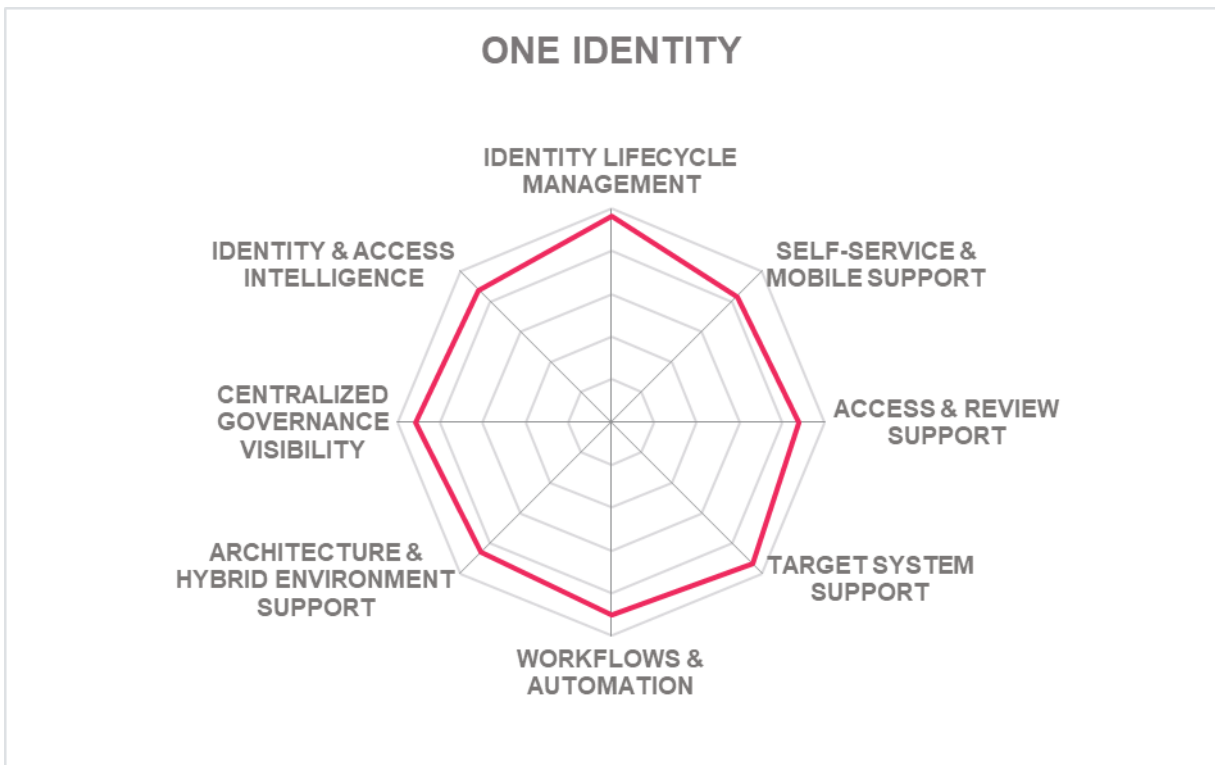 ONE IDENTITY
IDENTITY LIFECYCLE
MANAGEMENT
SELF-SERVICE &
MOBILE SUPPORT
ACCESS & REVIEW
SUPPORT
TARGET SYSTEM
SUPPORT
WORKFLOWS &
AUTOMATION
ARCHITECTURE &
HYBRID ENVIRONMENT
SUPPORT
CENTRALIZED
GOVERNANCE
VISIBILITY
IDENTITY & ACCESS
INTELLIGENCE